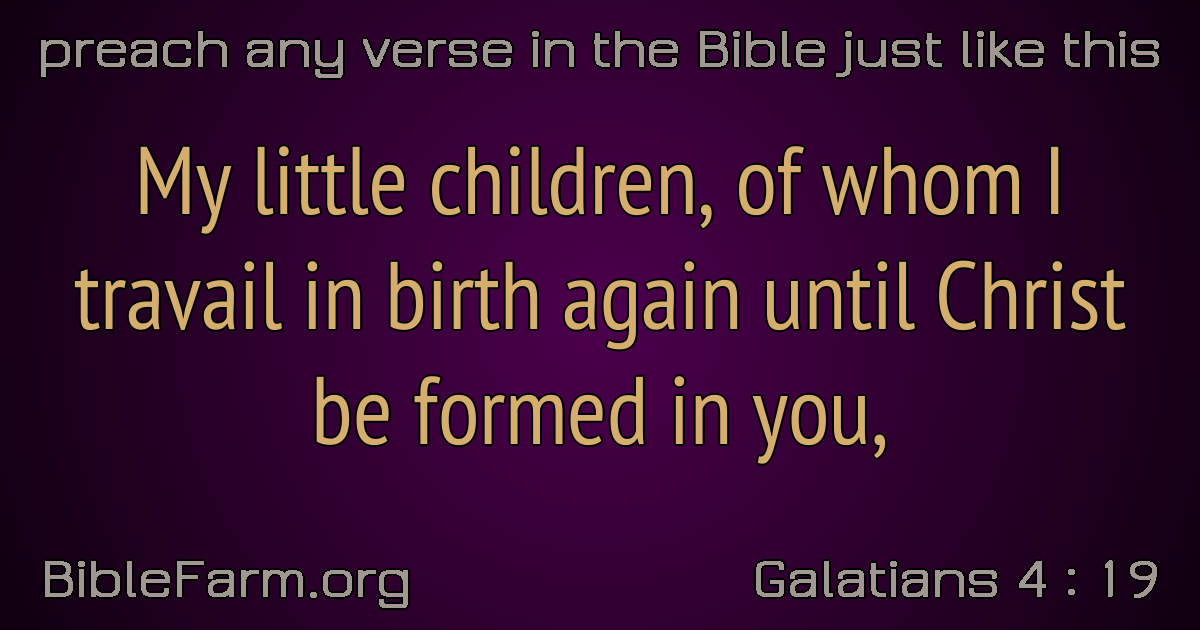 preach any verse in the Bible just like this
My little children, of whom I
travail in birth again until Christ
be formed in you,
BibleFarm.org
Galatians 4 : 19